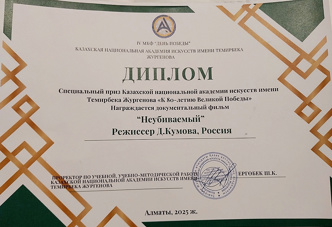 IV МКФ "ДЕНЬ ПОБЕДЫ"
КАЗАХСКАЯ НАЦИОНАЛЬНАЯ АКАДЕМИЯ ИСКУССТВ ИМЕНИ ТЕМИРБЕКА
ЖУРГЕНОВА
ДИПЛОМ
Специальный приз Казахской национальной академии искусств имени
Темирбека Жургенова «К 80-летию Великой Победы»
Награждается документальный фильм
"Неубиваемый"
Режиссер Д.Кумова, Россия
ПРОРЕКТОР ПО УЧЕБНОЙ, УЧЕБНО-МЕТОДИЧЕСКОЙ РАБОТЕ
КАЗАХСКОЙ НАЦИОНАЛЬНОЙ АКАДЕМИИ ИСКУССТВ ИМЕНИ
ТЕМИРБЕКА ЖУРГЕНОВА
ЕРГОБЕК Ш.К.
Алматы, 2025 ж.